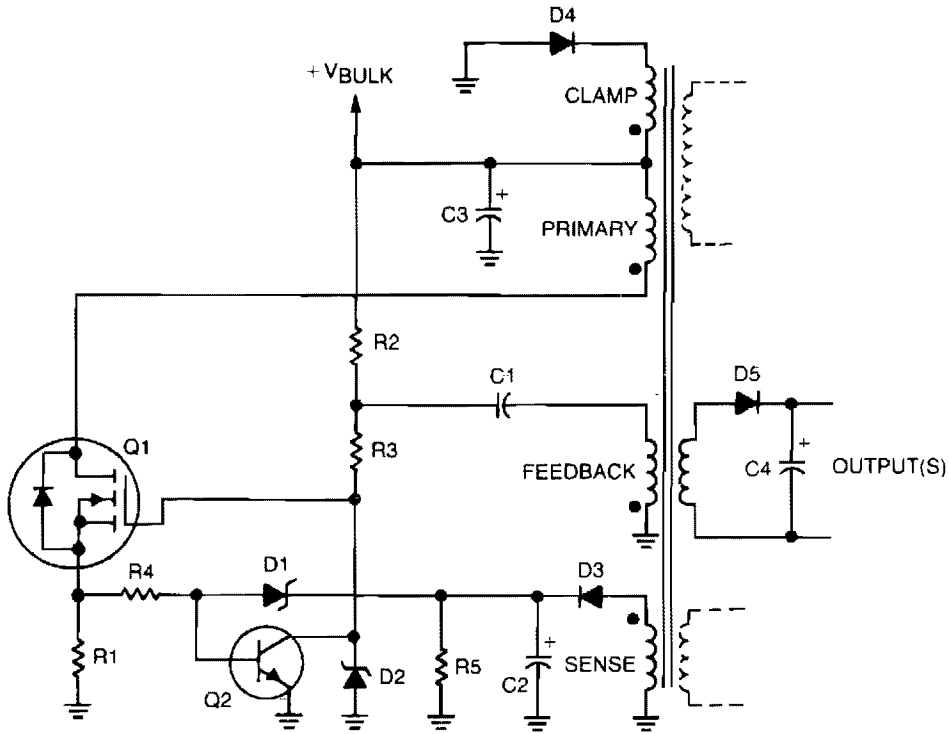 D4
+ VBULK
CLAMP
+
C3
PRIMARY
R2
C1
D5
Q1
R3
FEEDBACK
+
C4
OUTPUT(S)
R4
D1
D3
R1
Q2
D2
R5
+
C2
SENSE